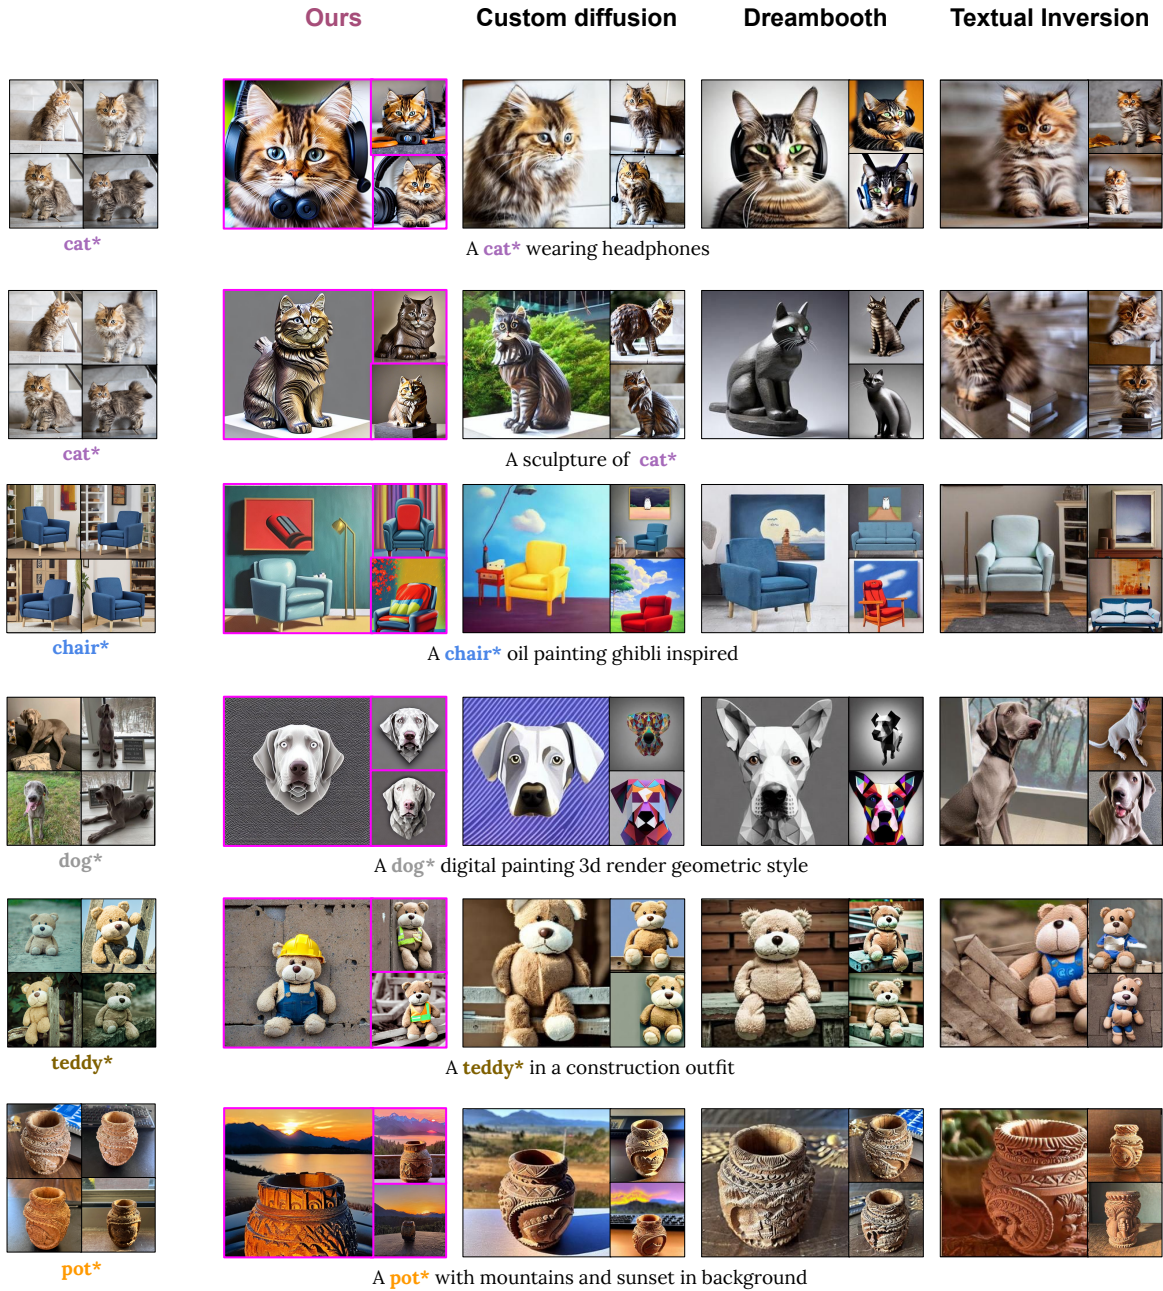 Ours Custom diffusion Dreambooth Textual Inversion
cat*
A cat* wearing headphones
cat*
A sculpture of cat*
chair*
A chair* oil painting ghibli inspired
dog*
A dog* digital painting 3d render geometric style
teddy*
A teddy* in a construction outfit
pot*
A pot* with mountains and sunset in background